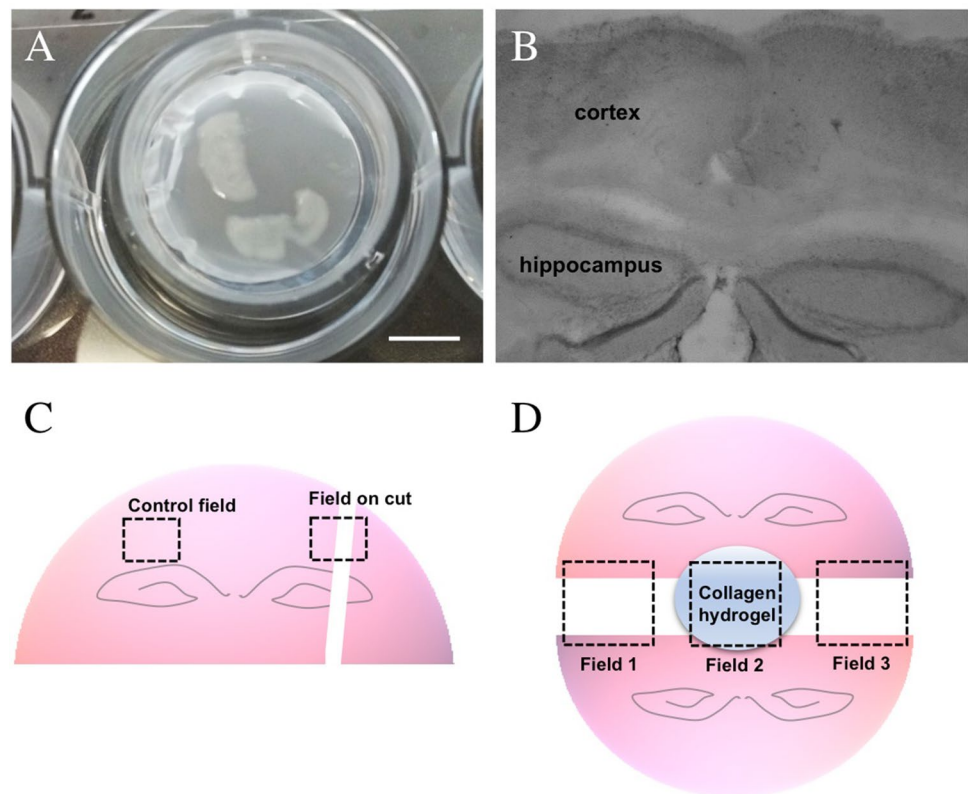 A
B
cortex
hippocampus
C
Control field
Field on cut
D
Collagen
hydrogel
Field 1
Field 2
Field 3